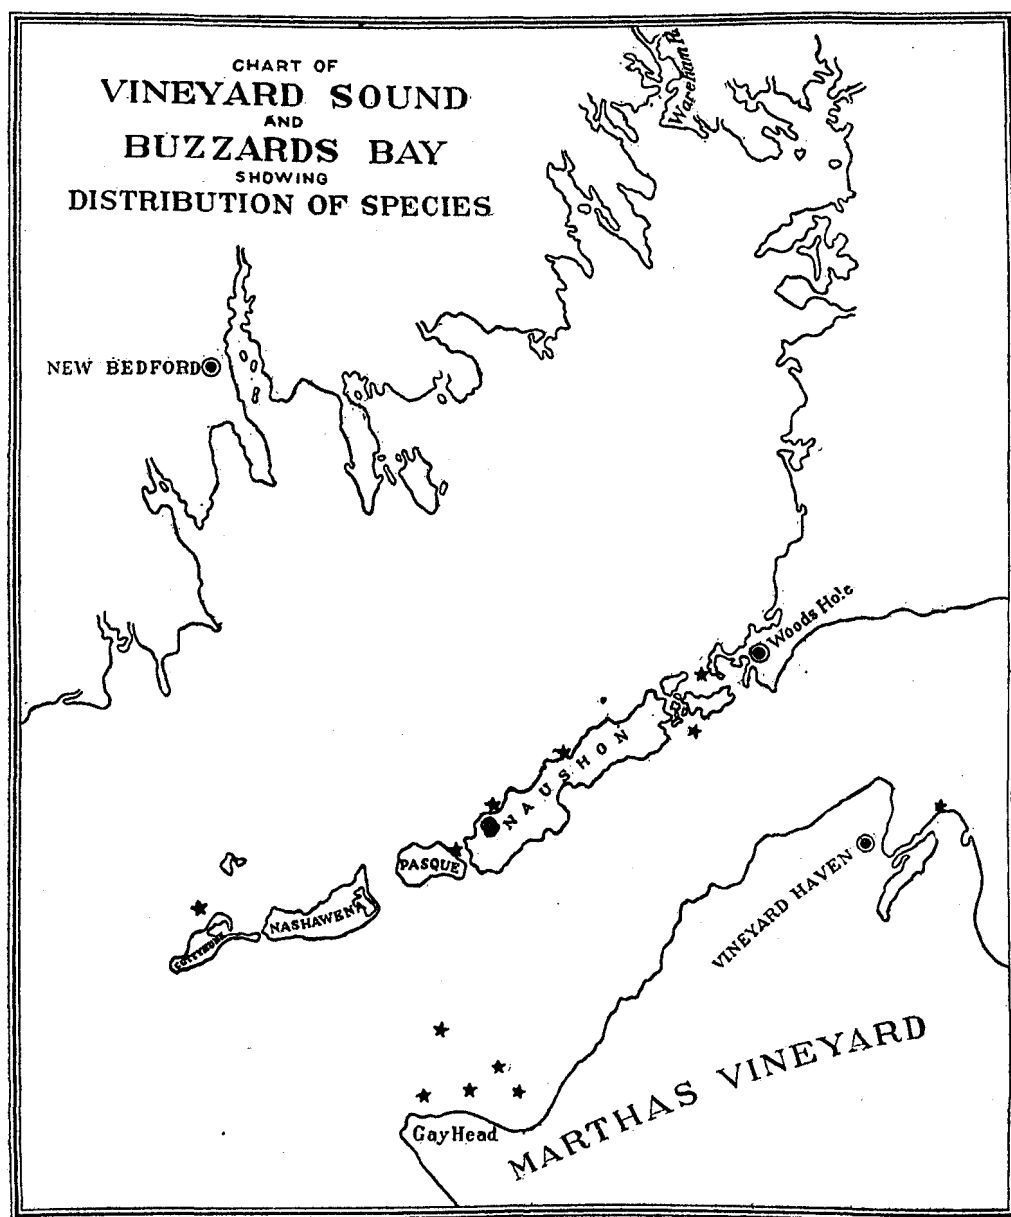 CHART OF
VINEYARD SOUND
AND
BUZZARDS BAY
SHOWING
DISTRIBUTION OF SPECIES
Wareham
NEW BEDFORD
Woods Hole
NAUSHON
PASQUE
NASHAWENA
CUTTYHUNK
VINEYARD HAVEN
MARTHAS VINEYARD
Gay Head